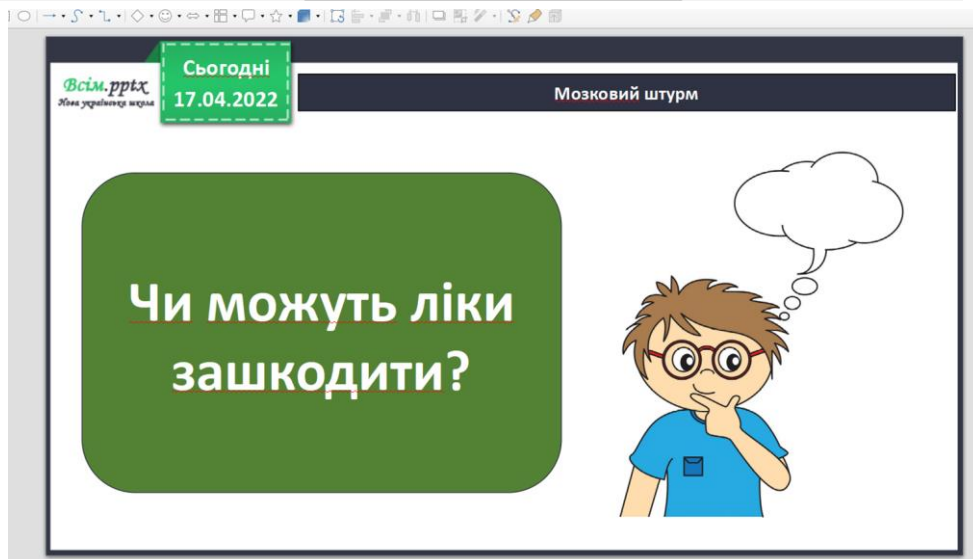 Всім.pptx
Нова українська школа
Сьогодні
17.04.2022
Мозковий штурм
Чи можуть ліки
зашкодити?